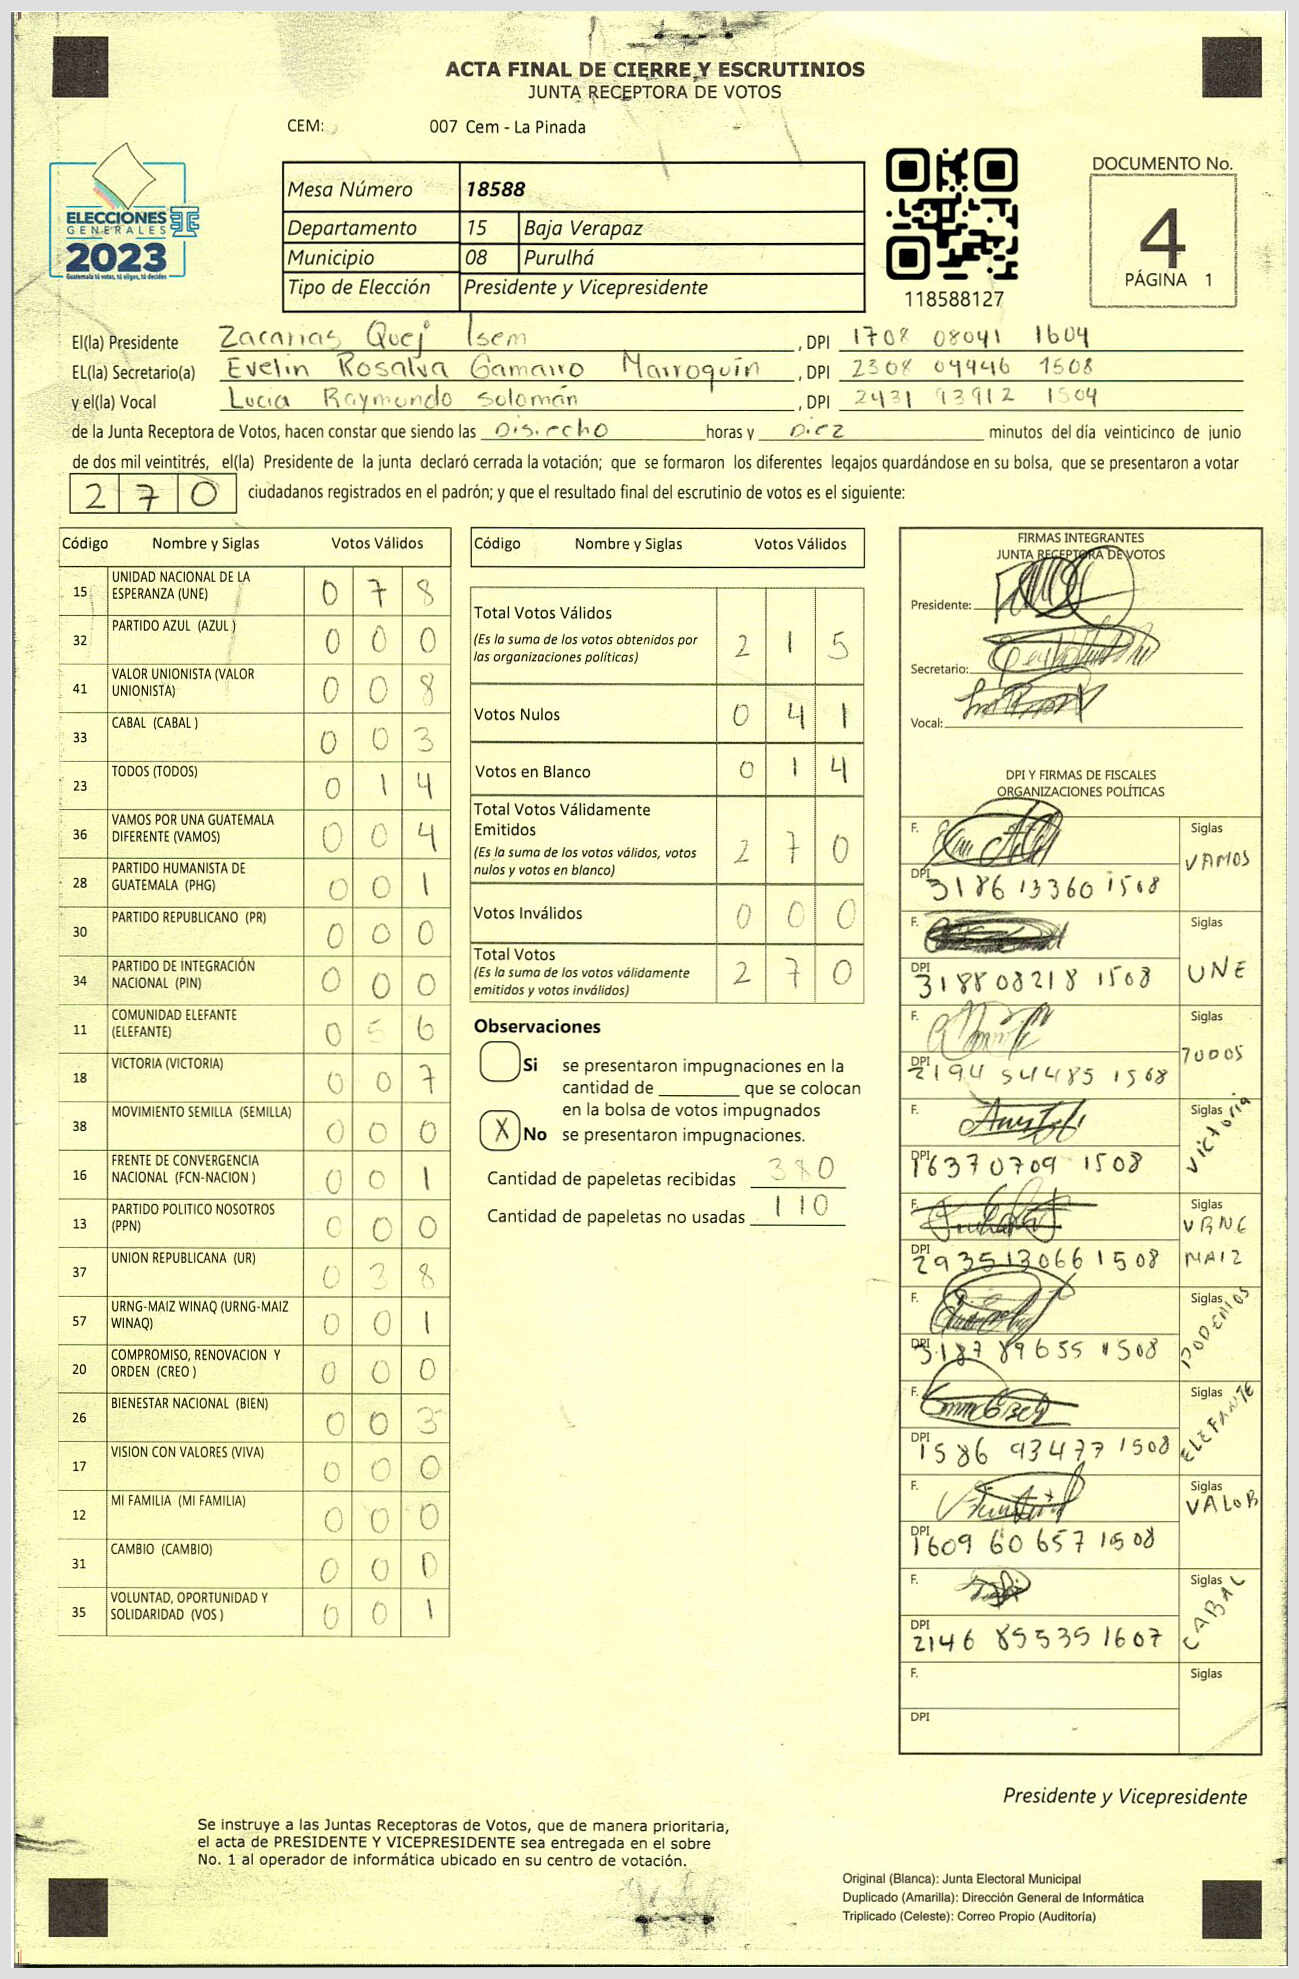 ACTA FINAL DE CIERRE Y ESCRUTINIOS
JUNTA RECEPTORA DE VOTOS
CEM: 007 Cem - La Pinada
ELECCIONES
GENERALES
2023
Guatemala tú votas, tú eliges, tú decides
Mesa Número 18588
Departamento 15 Baja Verapaz
Municipio 08 Purulhá
Tipo de Elección Presidente y Vicepresidente
118588127
DOCUMENTO No.
4
PÁGINA 1
El(la) Presidente Zacarias Quej Isem, DPI 1708 08041 1604
EL(la) Secretario(a) Evelin Rosalva Gamarro Marroquín, DPI 2308 04446 1508
y el(la) Vocal Lucia Raymundo Solomán, DPI 2431 93912 1504
de la Junta Receptora de Votos, hacen constar que siendo las Disiecho horas y Diez minutos del día veinticinco de junio
de dos mil veintitrés, el(la) Presidente de la junta declaró cerrada la votación; que se formaron los diferentes legajos guardándose en su bolsa, que se presentaron a votar
270 ciudadanos registrados en el padrón; y que el resultado final del escrutinio de votos es el siguiente:
Código Nombre y Siglas Votos Válidos
15 UNIDAD NACIONAL DE LA ESPERANZA (UNE) 0 7 8
32 PARTIDO AZUL (AZUL ) 0 0 0
41 VALOR UNIONISTA (VALOR UNIONISTA) 0 0 8
33 CABAL (CABAL ) 0 0 3
23 TODOS (TODOS) 0 1 4
36 VAMOS POR UNA GUATEMALA DIFERENTE (VAMOS) 0 0 4
28 PARTIDO HUMANISTA DE GUATEMALA (PHG) 0 0 1
30 PARTIDO REPUBLICANO (PR) 0 0 0
34 PARTIDO DE INTEGRACIÓN NACIONAL (PIN) 0 0 0
11 COMUNIDAD ELEFANTE (ELEFANTE) 0 5 6
18 VICTORIA (VICTORIA) 0 0 7
38 MOVIMIENTO SEMILLA (SEMILLA) 0 0 0
16 FRENTE DE CONVERGENCIA NACIONAL (FCN-NACION ) 0 0 1
13 PARTIDO POLITICO NOSOTROS (PPN) 0 0 0
37 UNION REPUBLICANA (UR) 0 3 8
57 URNG-MAIZ WINAQ (URNG-MAIZ WINAQ) 0 0 1
20 COMPROMISO, RENOVACION Y ORDEN (CREO ) 0 0 0
26 BIENESTAR NACIONAL (BIEN) 0 0 3
17 VISION CON VALORES (VIVA) 0 0 0
12 MI FAMILIA (MI FAMILIA) 0 0 0
31 CAMBIO (CAMBIO) 0 0 0
35 VOLUNTAD, OPORTUNIDAD Y SOLIDARIDAD (VOS ) 0 0 1
Código Nombre y Siglas Votos Válidos
Total Votos Válidos 2 1 5
(Es la suma de los votos obtenidos por
las organizaciones políticas)
Votos Nulos 0 4 1
Votos en Blanco 0 1 4
Total Votos Válidamente
Emitidos 2 7 0
(Es la suma de los votos válidos, votos
nulos y votos en blanco)
Votos Inválidos 0 0 0
Total Votos 2 7 0
(Es la suma de los votos válidamente
emitidos y votos inválidos)
Observaciones
Si se presentaron impugnaciones en la
cantidad de ________ que se colocan
en la bolsa de votos impugnados
X No se presentaron impugnaciones.
Cantidad de papeletas recibidas 380
Cantidad de papeletas no usadas 110
FIRMAS INTEGRANTES
JUNTA RECEPTORA DE VOTOS
Presidente:
Secretario:
Vocal:
DPI Y FIRMAS DE FISCALES
ORGANIZACIONES POLÍTICAS
F. Siglas VAMOS
DPI 3186 13360 1508
F. Siglas UNE
DPI 3188 08218 1508
F. Siglas TODOS
DPI 2194 54485 1508
F. Siglas Victoria
DPI 1637 0709 1508
F. Siglas URNG MAIZ
DPI 2935 13066 1508
F. Siglas PODEMOS
DPI 3187 89655 1508
F. Siglas ELEFANTE
DPI 1586 93477 1508
F. Siglas VALOR
DPI 1609 60657 1508
F. Siglas CABAL
DPI 2146 85535 1607
F. Siglas
DPI
Presidente y Vicepresidente
Se instruye a las Juntas Receptoras de Votos, que de manera prioritaria,
el acta de PRESIDENTE Y VICEPRESIDENTE sea entregada en el sobre
No. 1 al operador de informática ubicado en su centro de votación.
Original (Blanca): Junta Electoral Municipal
Duplicado (Amarilla): Dirección General de Informática
Triplicado (Celeste): Correo Propio (Auditoría)